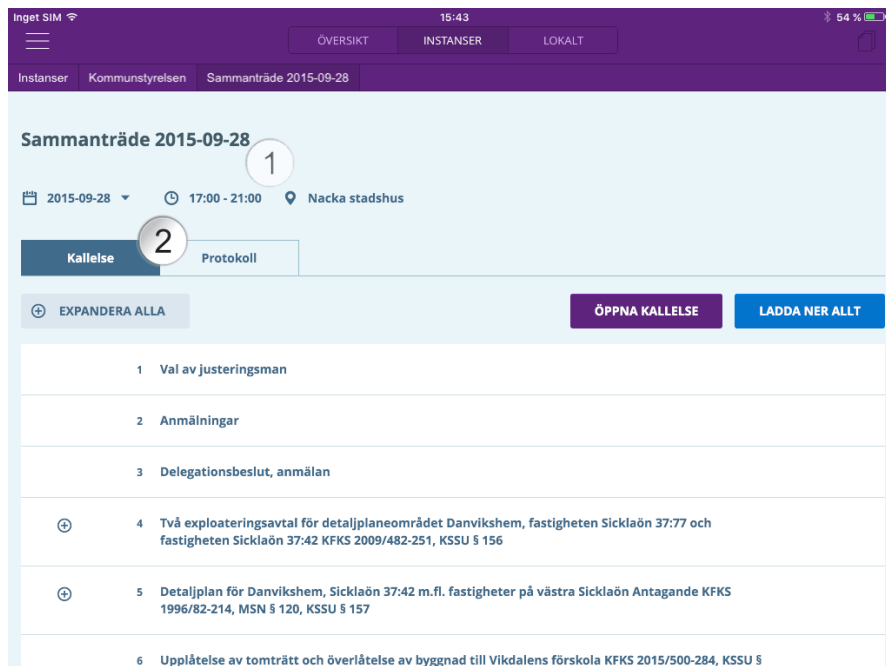 Inget SIM 15:43 54 %
ÖVERSIKT INSTANSER LOKALT
Instanser Kommunstyrelsen Sammanträde 2015-09-28
Sammanträde 2015-09-28
1
2015-09-28 17:00 - 21:00 Nacka stadshus
2
Kallelse Protokoll
EXPANDERA ALLA ÖPPNA KALLELSE LADDA NER ALLT
1 Val av justeringsman
2 Anmälningar
3 Delegationsbeslut, anmälan
4 Två exploateringsavtal för detaljplaneområdet Danvikshem, fastigheten Sicklaön 37:77 och
fastigheten Sicklaön 37:42 KFKS 2009/482-251, KSSU § 156
5 Detaljplan för Danvikshem, Sicklaön 37:42 m.fl. fastigheter på västra Sicklaön Antagande KFKS
1996/82-214, MSN § 120, KSSU § 157
6 Upplåtelse av tomträtt och överlåtelse av byggnad till Vikdalens förskola KFKS 2015/500-284, KSSU §